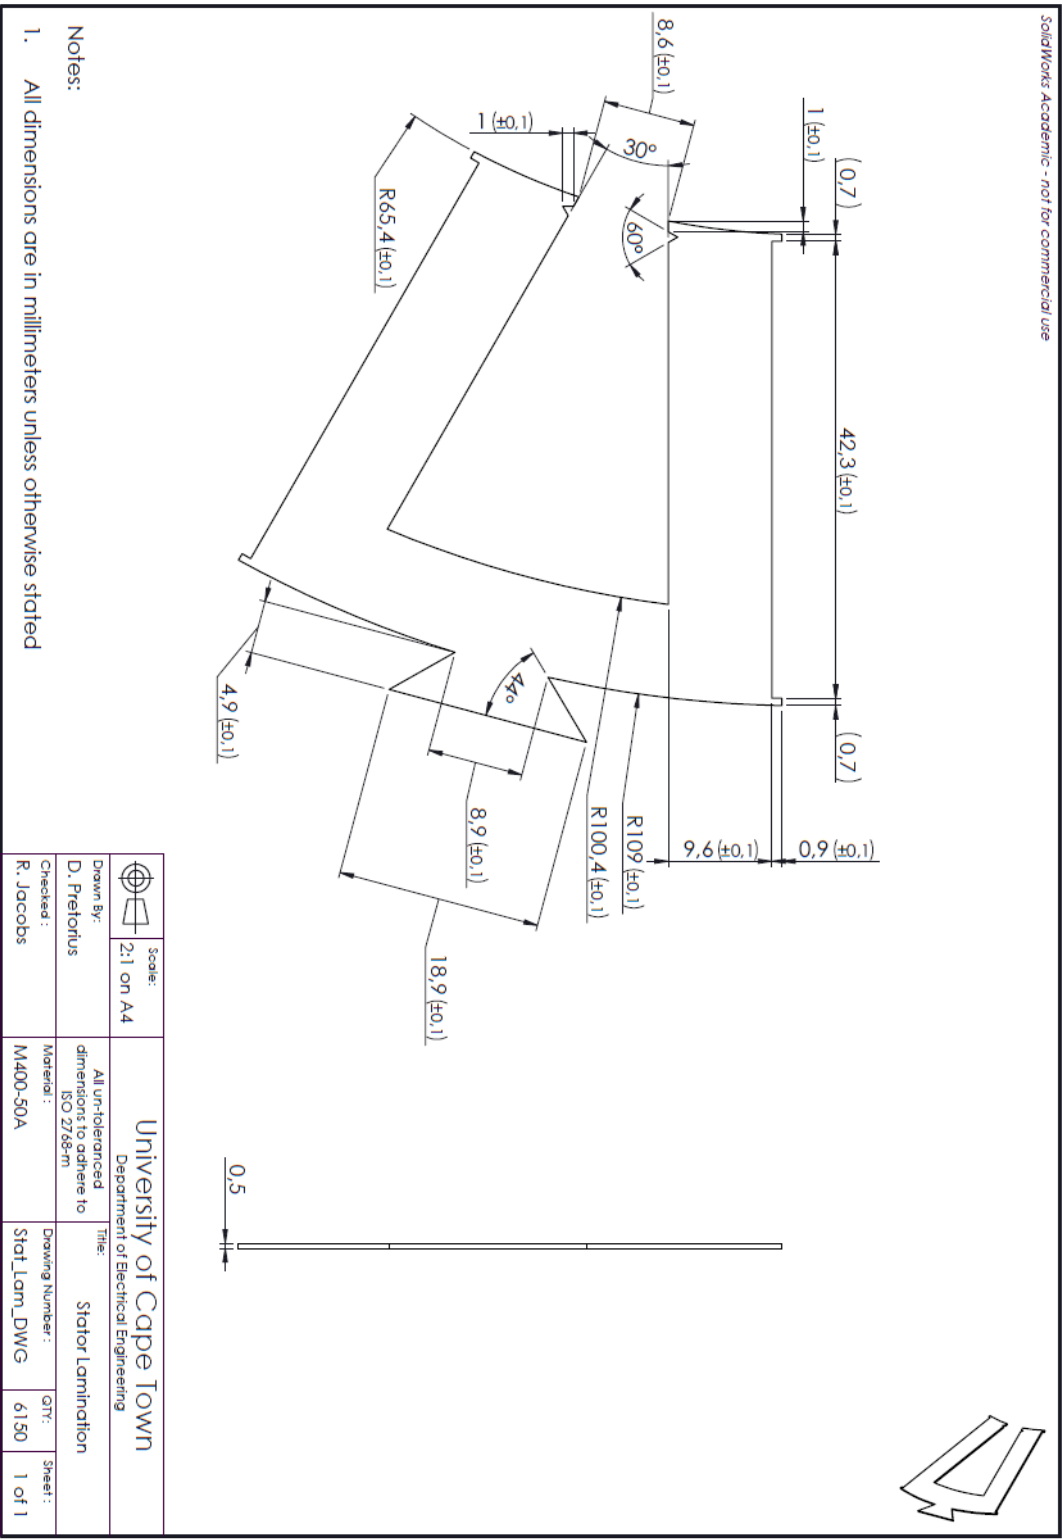 SolidWorks Academic - not for commercial use
8,6 (±0,1)
1 (±0,1)
30°
60°
1 (±0,1)
(0,7)
42,3 (±0,1)
(0,7)
R65,4 (±0,1)
44°
4,9 (±0,1)
8,9 (±0,1)
18,9 (±0,1)
R100,4 (±0,1)
R109 (±0,1)
9,6 (±0,1)
0,9 (±0,1)
0,5
Notes:
1. All dimensions are in millimeters unless otherwise stated
Scale:
2:1 on A4
University of Cape Town
Department of Electrical Engineering
Drawn By:
D. Pretorius
All un-toleranced
dimensions to adhere to
ISO 2768-m
Title:
Stator Lamination
Checked :
R. Jacobs
Material :
M400-50A
Drawing Number :
Stat_Lam_DWG
QTY:
6150
Sheet :
1 of 1